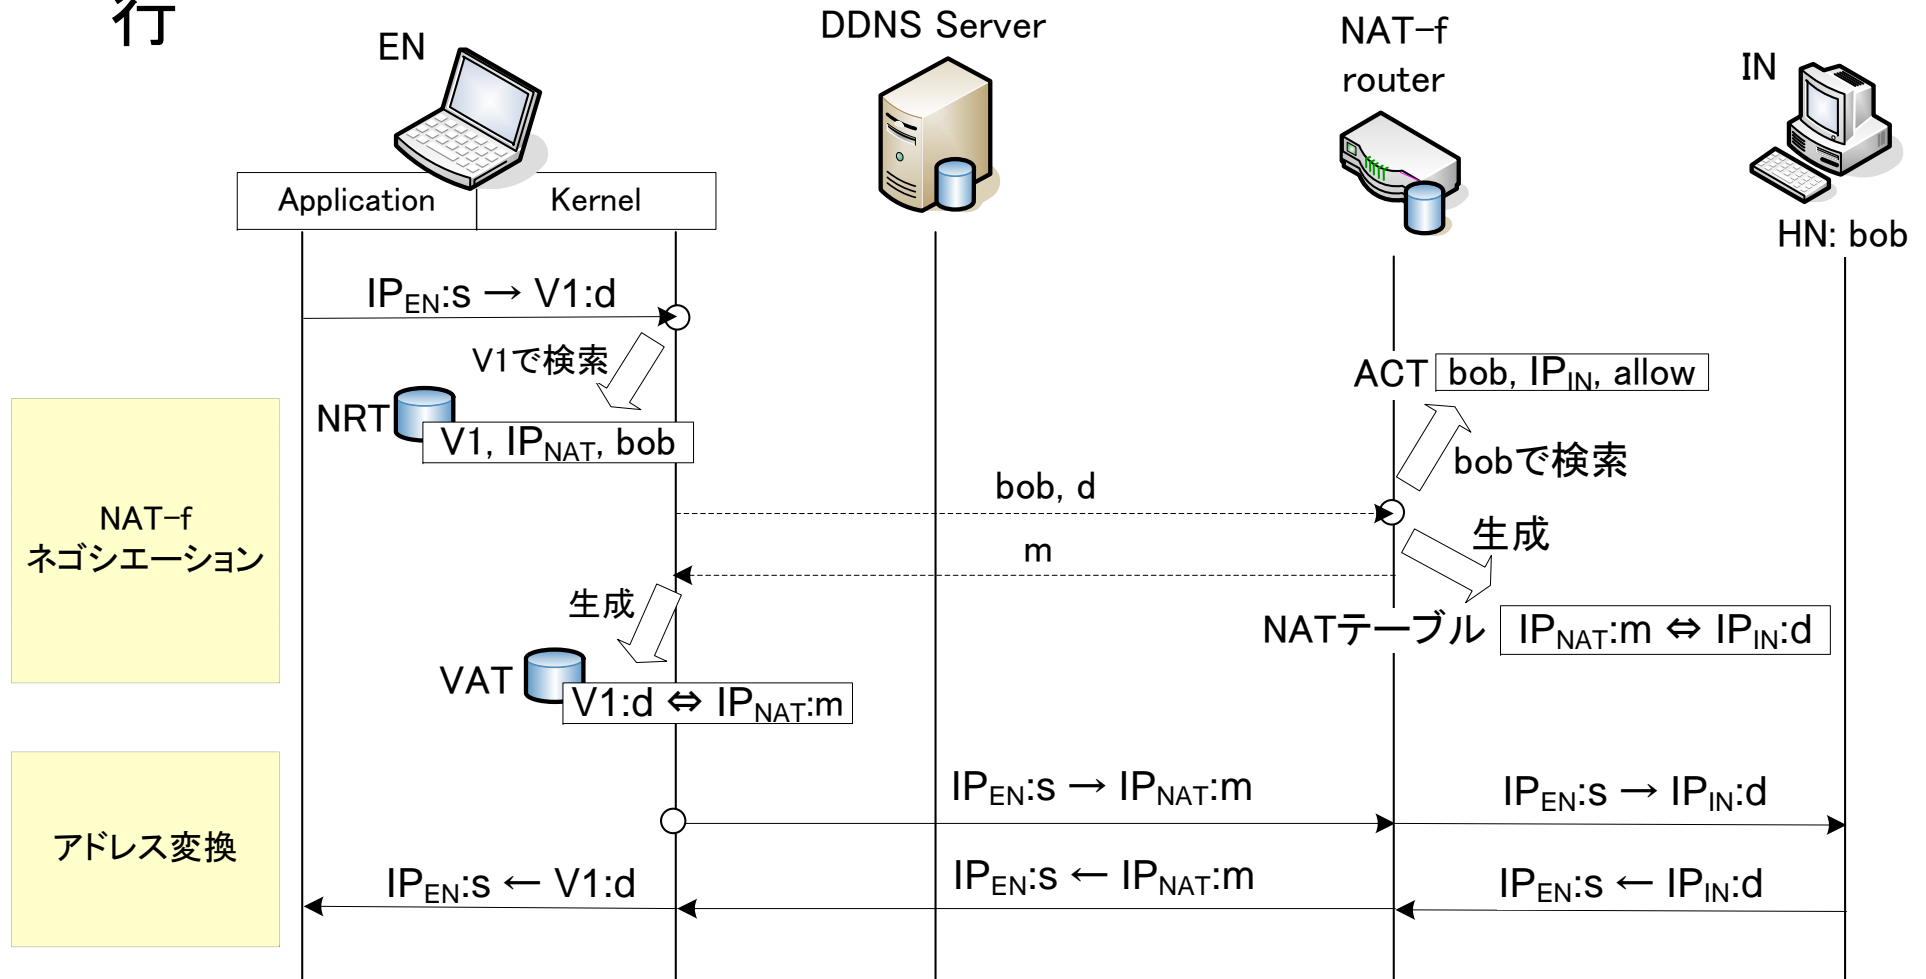 行
EN
DDNS Server
NAT-f
router
IN
Application
Kernel
HN: bob
IPEN:s → V1:d
V1で検索
ACT
bob, IPIN, allow
NRT
V1, IPNAT, bob
bobで検索
NAT-f
ネゴシエーション
bob, d
生成
m
生成
NATテーブル
IPNAT:m ⇔ IPIN:d
VAT
V1:d ⇔ IPNAT:m
アドレス変換
IPEN:s → IPNAT:m
IPEN:s → IPIN:d
IPEN:s ← V1:d
IPEN:s ← IPNAT:m
IPEN:s ← IPIN:d